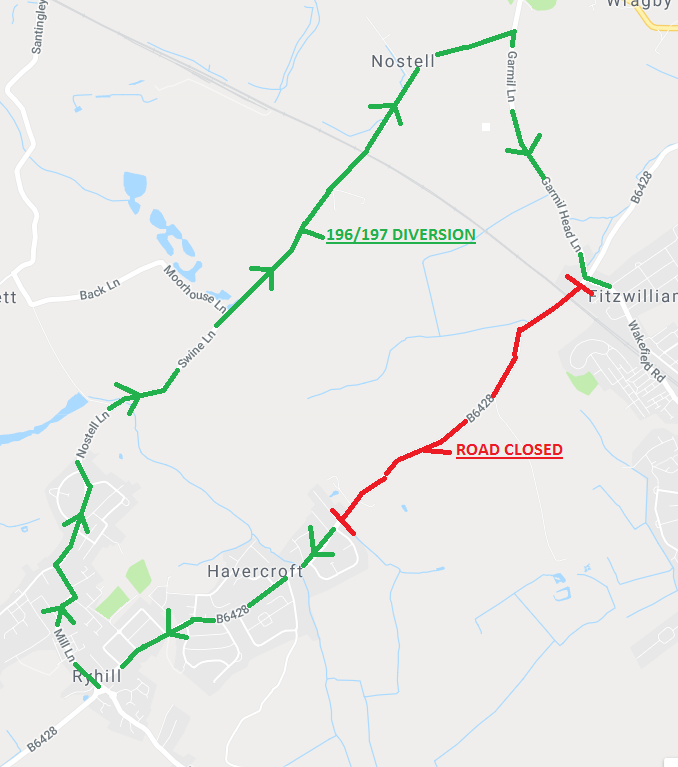 Wragby
Santingley
Nostell
Garmil Ln
B6428
Garmil Head Ln
196/197 DIVERSION
Moorhouse Ln
Back Ln
ett
Fitzwilliam
Wakefield Rd
Swine Ln
B6428
Nostell Ln
ROAD CLOSED
Havercroft
B6428
Mill Ln
Ryhill
B6428